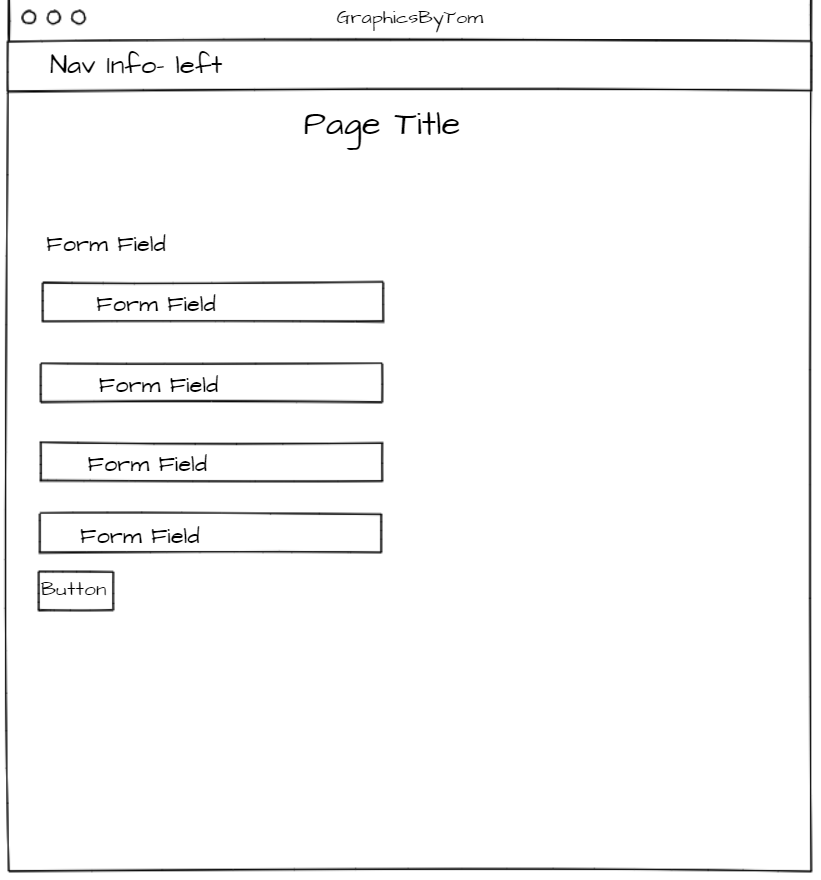 GraphicsByTom
Nav Info- left
Page Title
Form Field
Form Field
Form Field
Form Field
Form Field
Button